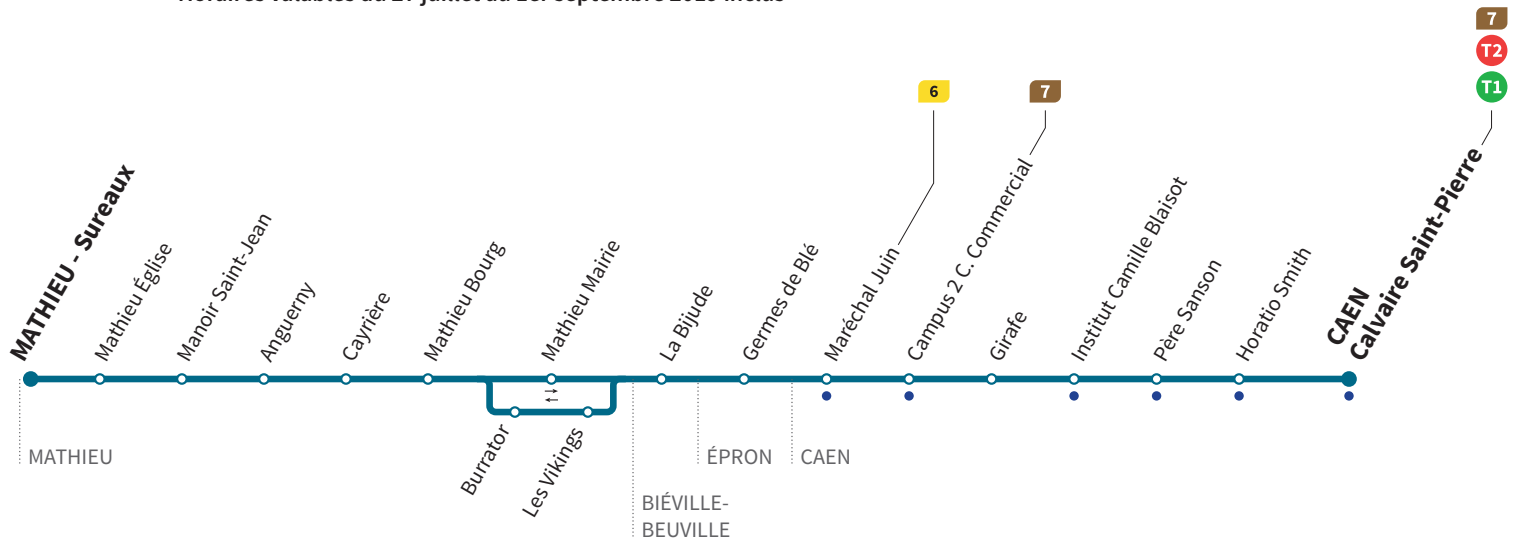 7
T2
T1
6
7
MATHIEU - Sureaux
Mathieu Église
Manoir Saint-Jean
Anguerny
Cayrière
Mathieu Bourg
Mathieu Mairie
La Bijude
Germes de Blé
Maréchal Juin
Campus 2 C. Commercial
Girafe
Institut Camille Blaisot
Père Sanson
Horatio Smith
CAEN
Calvaire Saint-Pierre
Burrator
Les Vikings
MATHIEU
ÉPRON
CAEN
BIÉVILLE-
BEUVILLE